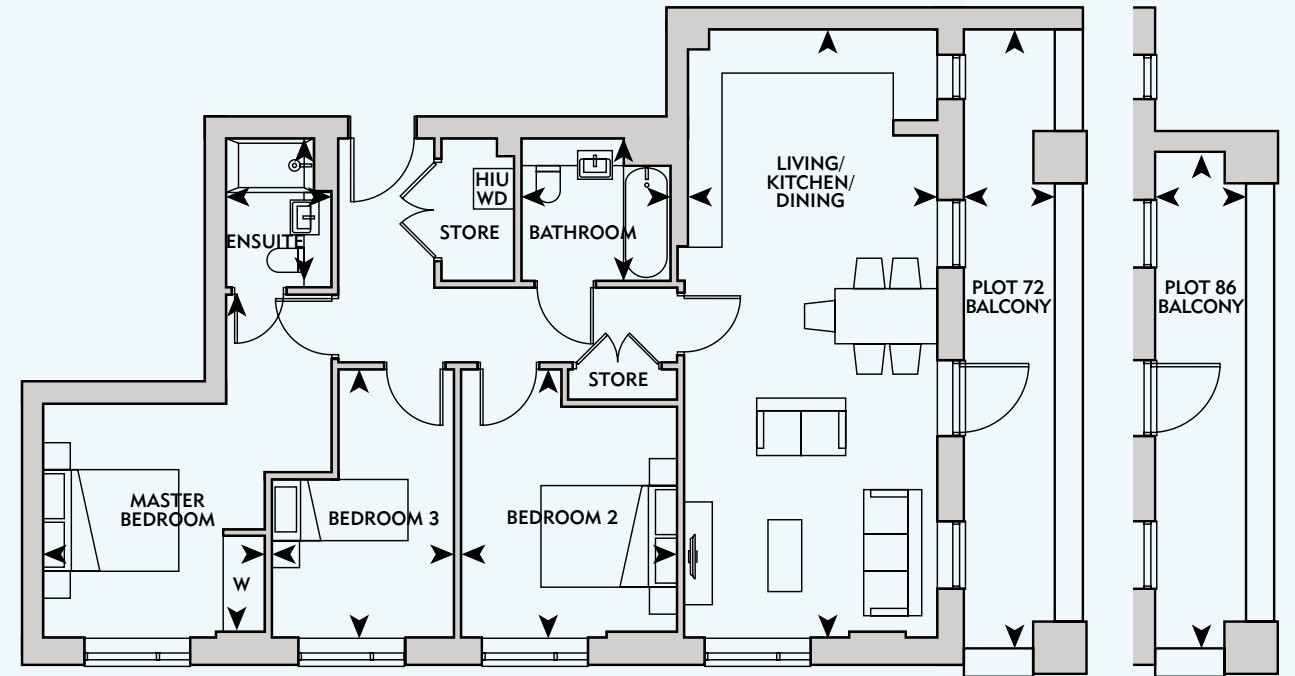 LIVING/
KITCHEN/
DINING
HIU
WD
STORE
BATHROOM
ENSUITE
PLOT 72
BALCONY
PLOT 86
BALCONY
STORE
MASTER
BEDROOM
BEDROOM 3
BEDROOM 2
W